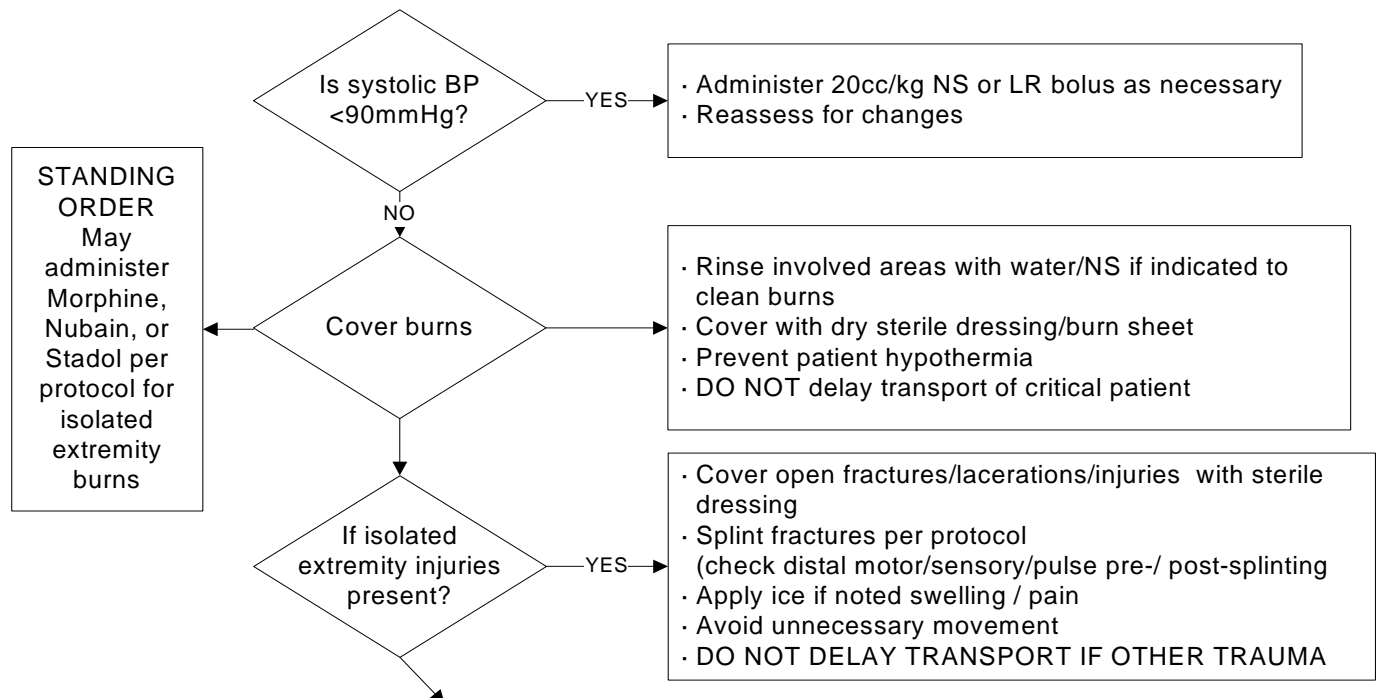 Is systolic BP
<90mmHg?
YES
· Administer 20cc/kg NS or LR bolus as necessary
· Reassess for changes
NO
STANDING
ORDER
May
administer
Morphine,
Nubain, or
Stadol per
protocol for
isolated
extremity
burns
Cover burns
· Rinse involved areas with water/NS if indicated to
clean burns
· Cover with dry sterile dressing/burn sheet
· Prevent patient hypothermia
· DO NOT delay transport of critical patient
If isolated
extremity injuries
present?
YES
· Cover open fractures/lacerations/injuries  with sterile
dressing
· Splint fractures per protocol
(check distal motor/sensory/pulse pre-/ post-splinting
· Apply ice if noted swelling / pain
· Avoid unnecessary movement
· DO NOT DELAY TRANSPORT IF OTHER TRAUMA